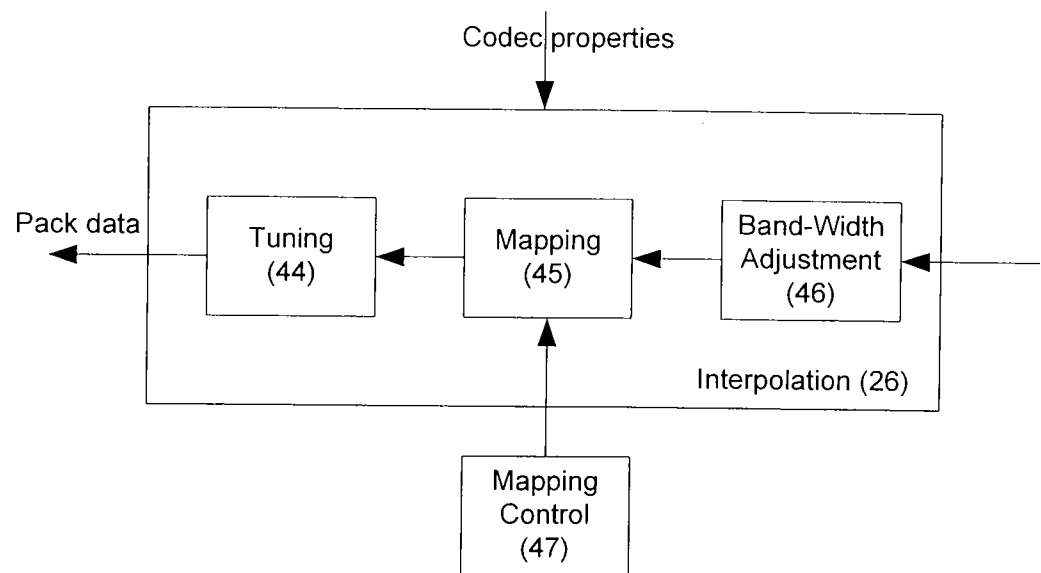 Codec properties
Pack data
Tuning
(44)
Mapping
(45)
Band-Width
Adjustment
(46)
Interpolation (26)
Mapping
Control
(47)